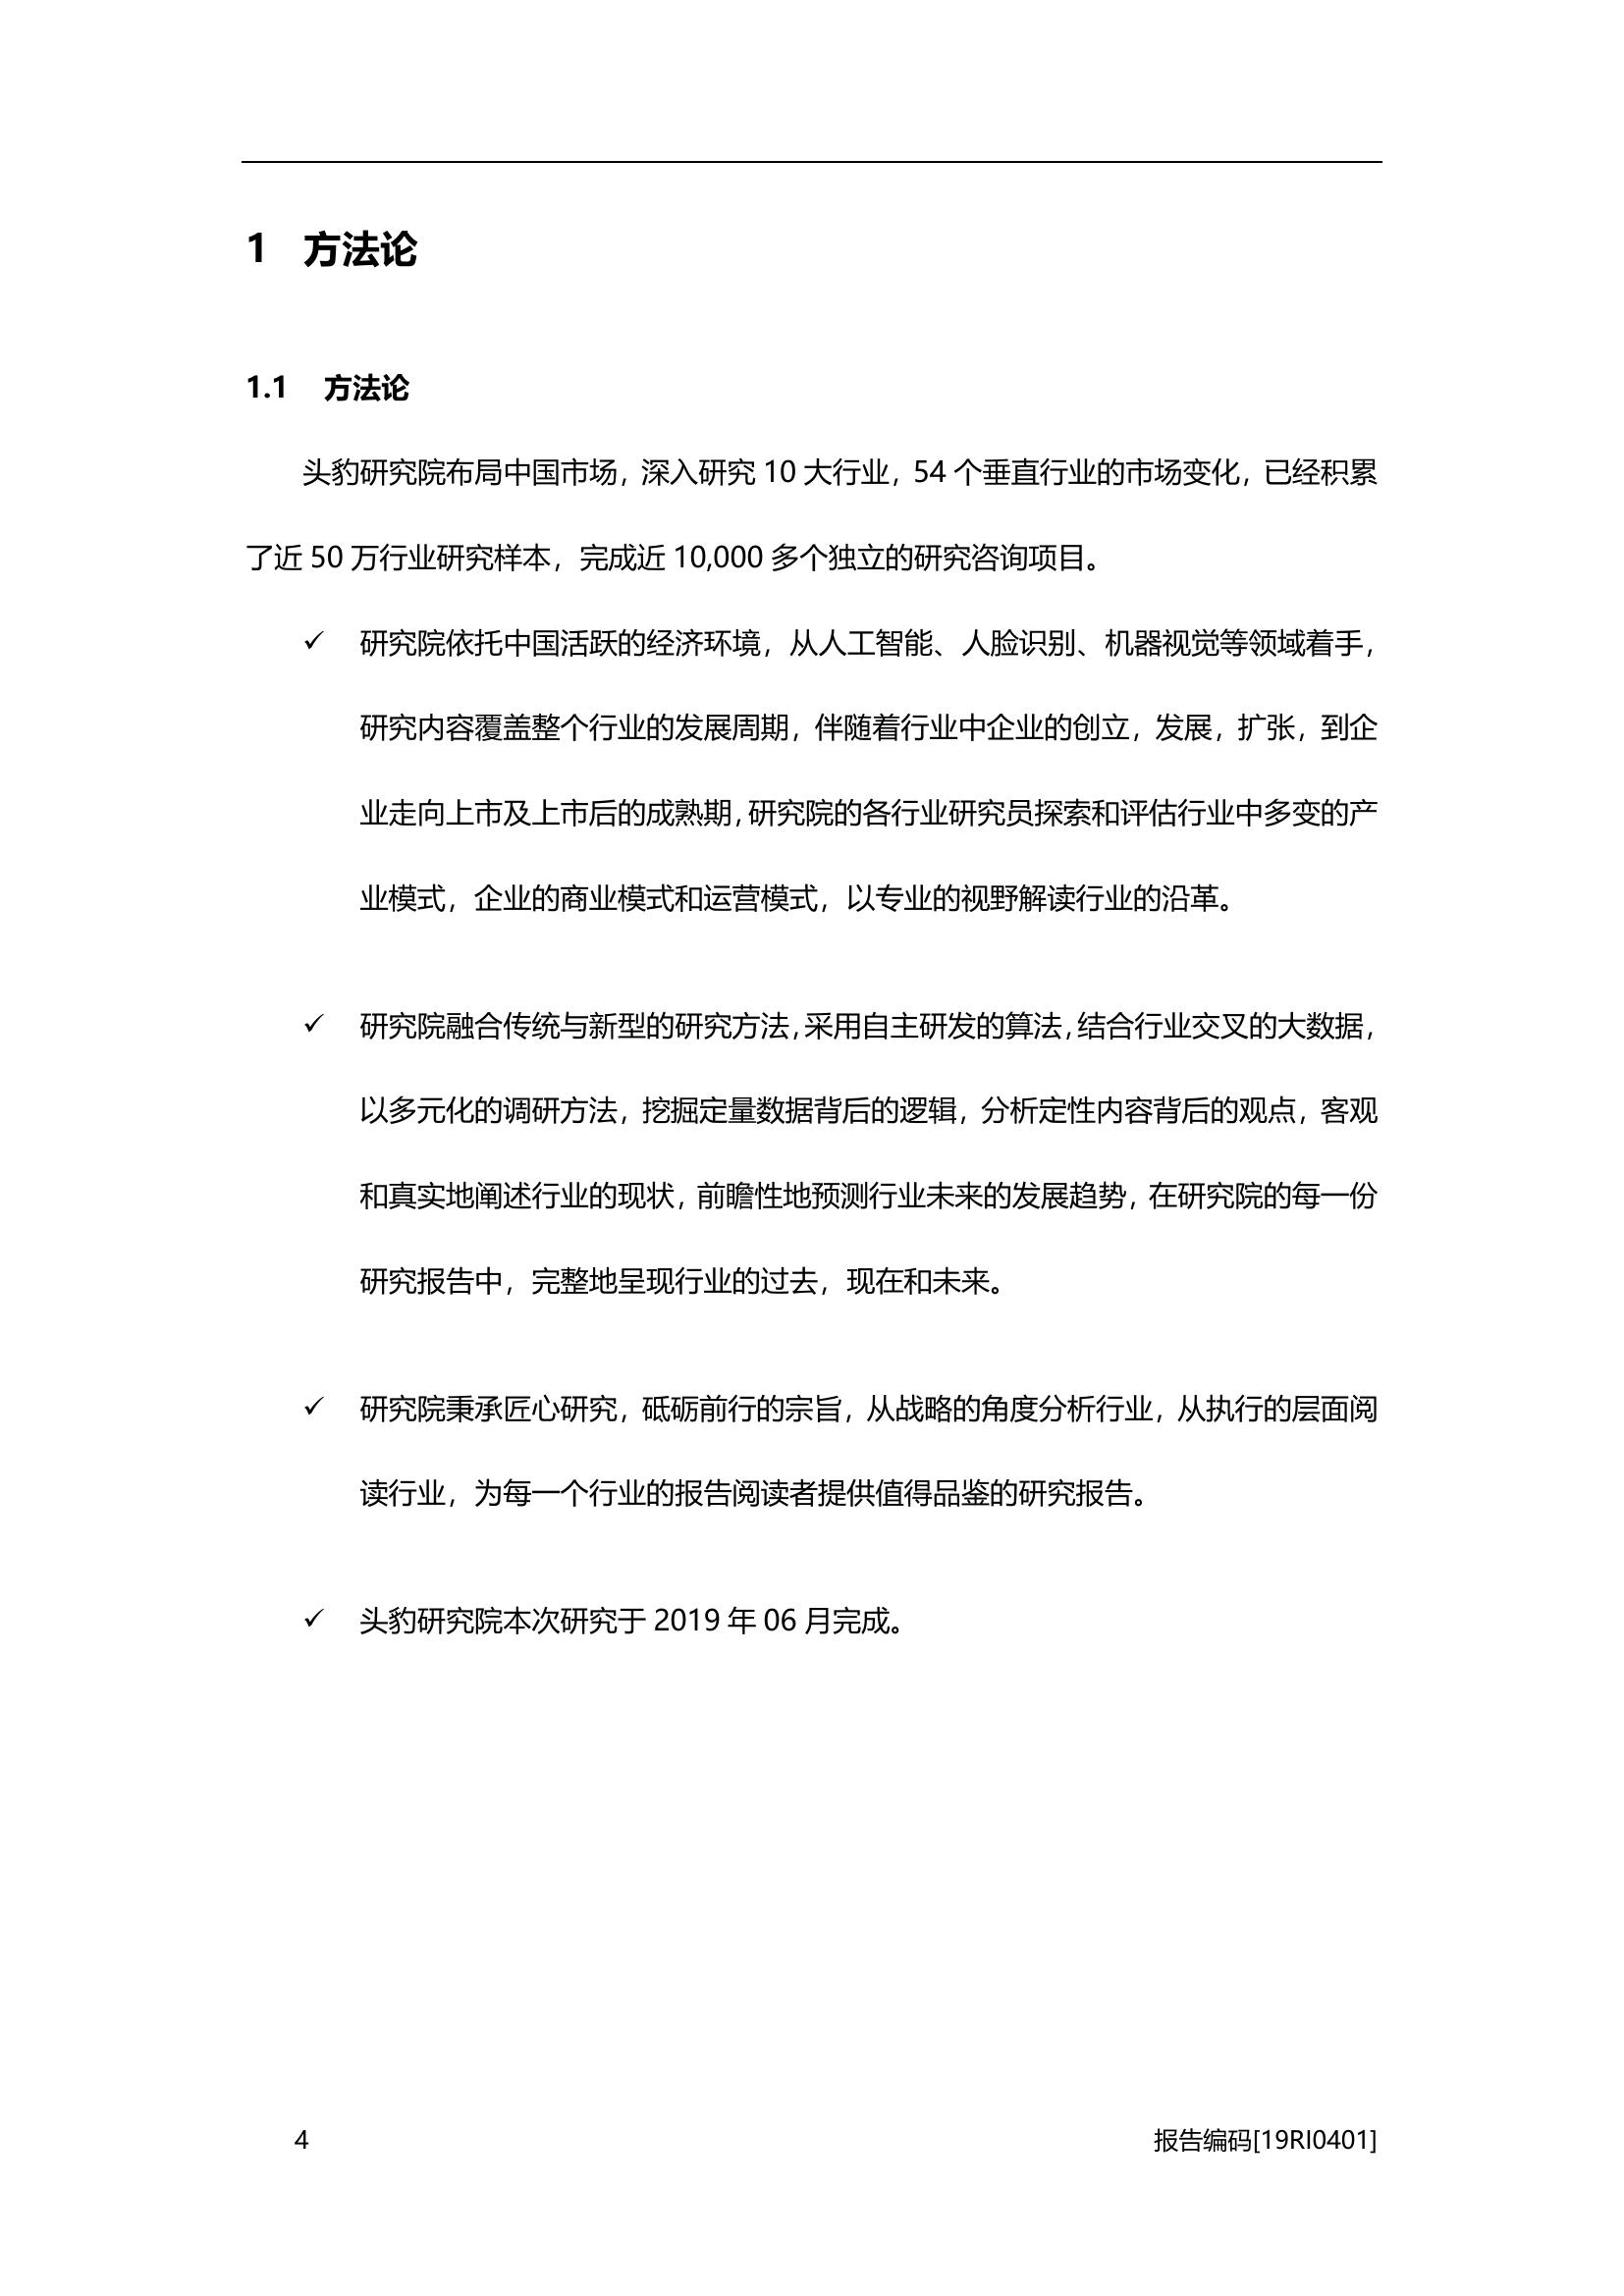 1 方法论
1.1 方法论
头豹研究院布局中国市场，深入研究 10 大行业，54 个垂直行业的市场变化，已经积累
了近 50 万行业研究样本，完成近 10,000 多个独立的研究咨询项目。
✓ 研究院依托中国活跃的经济环境，从人工智能、人脸识别、机器视觉等领域着手，
研究内容覆盖整个行业的发展周期，伴随着行业中企业的创立，发展，扩张，到企
业走向上市及上市后的成熟期，研究院的各行业研究员探索和评估行业中多变的产
业模式，企业的商业模式和运营模式，以专业的视野解读行业的沿革。
✓ 研究院融合传统与新型的研究方法，采用自主研发的算法，结合行业交叉的大数据，
以多元化的调研方法，挖掘定量数据背后的逻辑，分析定性内容背后的观点，客观
和真实地阐述行业的现状，前瞻性地预测行业未来的发展趋势，在研究院的每一份
研究报告中，完整地呈现行业的过去，现在和未来。
✓ 研究院秉承匠心研究，砥砺前行的宗旨，从战略的角度分析行业，从执行的层面阅
读行业，为每一个行业的报告阅读者提供值得品鉴的研究报告。
✓ 头豹研究院本次研究于 2019 年 06 月完成。
4 报告编码[19RI0401]